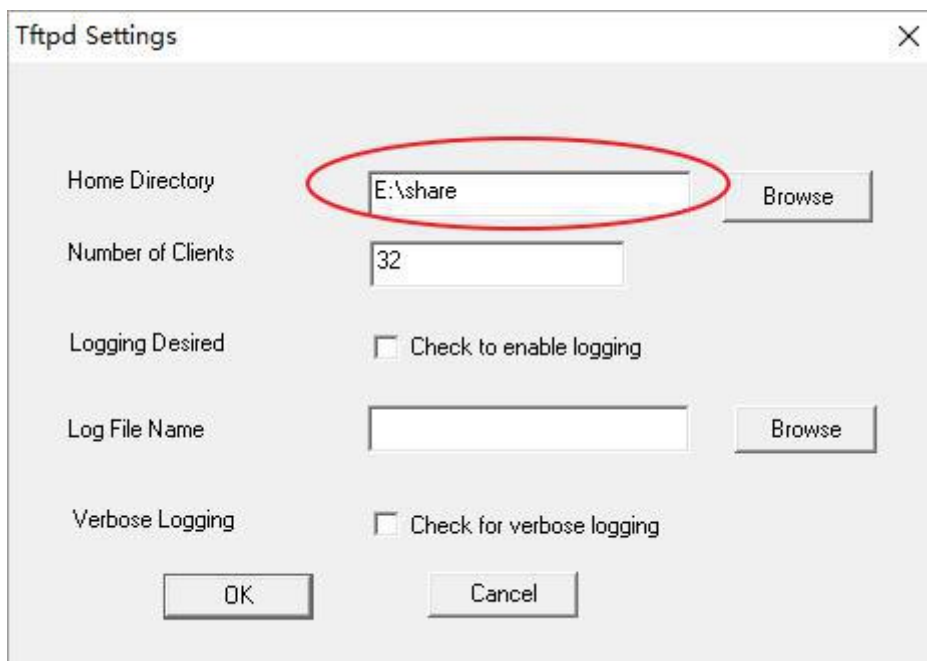 Tftpd Settings
Home Directory E:\share Browse
Number of Clients 32
Logging Desired Check to enable logging
Log File Name Browse
Verbose Logging Check for verbose logging
OK Cancel